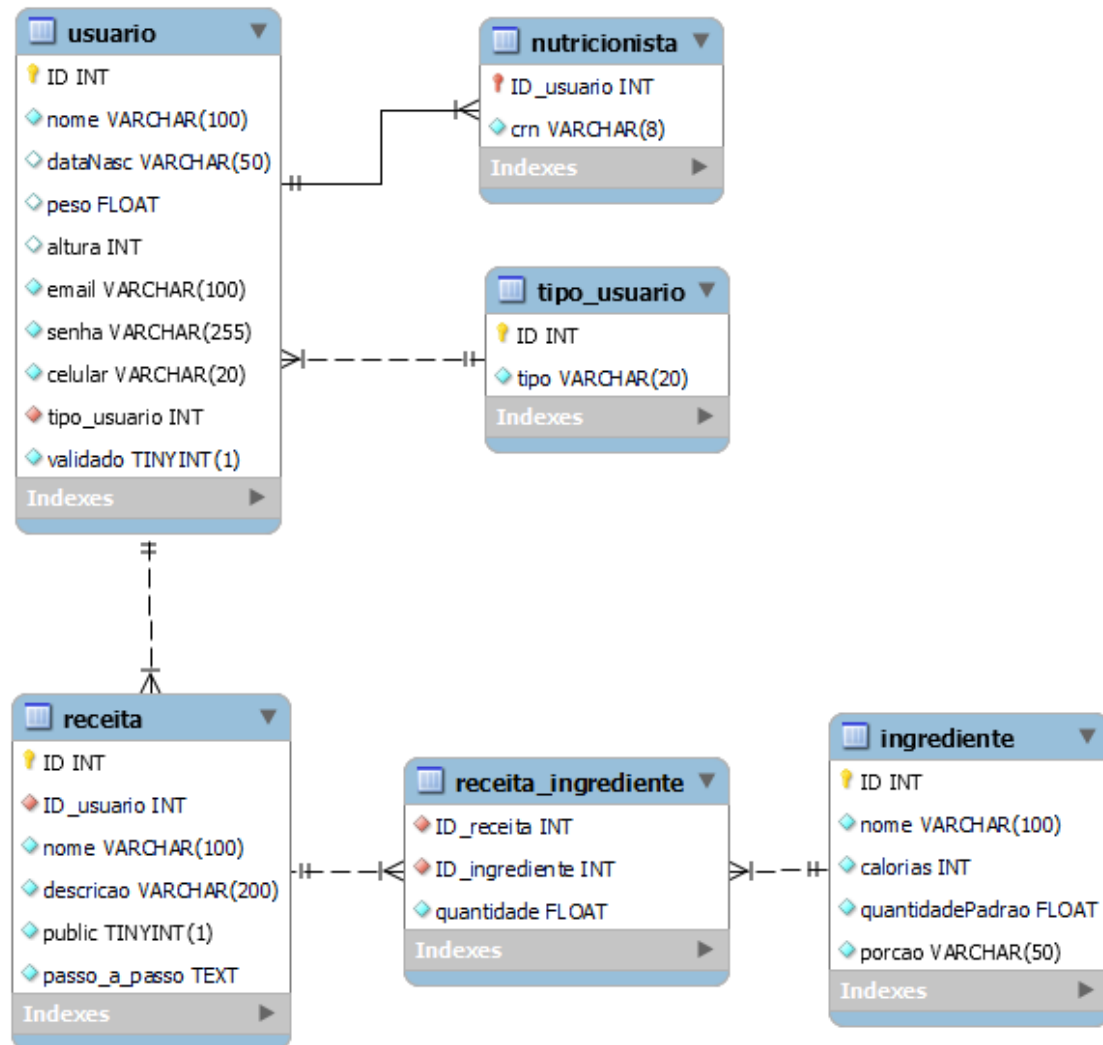 usuario
ID INT
nome VARCHAR(100)
dataNasc VARCHAR(50)
peso FLOAT
altura INT
email VARCHAR(100)
senha VARCHAR(255)
celular VARCHAR(20)
tipo_usuario INT
validado TINYINT(1)
Indexes
nutricionista
ID_usuario INT
crn VARCHAR(8)
Indexes
tipo_usuario
ID INT
tipo VARCHAR(20)
Indexes
receita
ID INT
ID_usuario INT
nome VARCHAR(100)
descricao VARCHAR(200)
public TINYINT(1)
passo_a_passo TEXT
Indexes
receita_ingrediente
ID_receita INT
ID_ingrediente INT
quantidade FLOAT
Indexes
ingrediente
ID INT
nome VARCHAR(100)
calorias INT
quantidadePadrao FLOAT
porcao VARCHAR(50)
Indexes